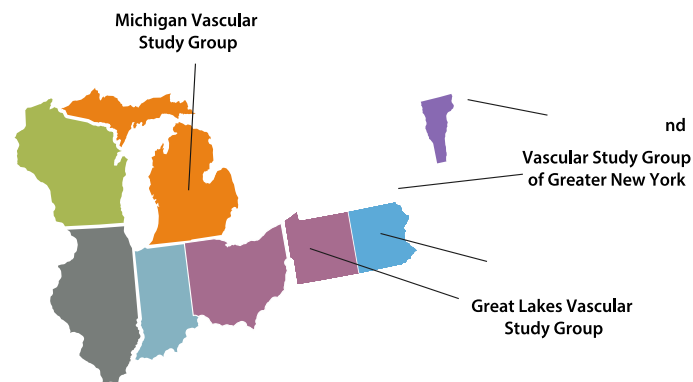 Michigan Vascular
Study Group
nd
Vascular Study Group
of Greater New York
Great Lakes Vascular
Study Group